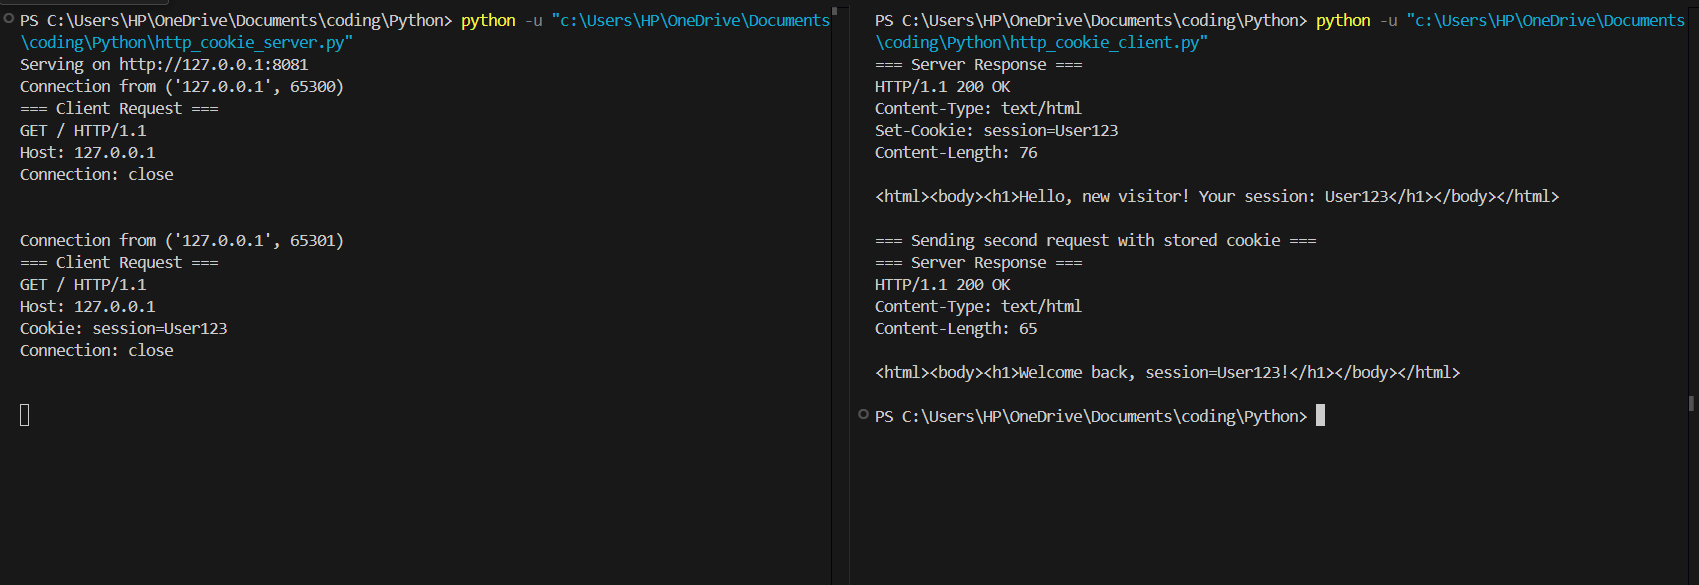 PS C:\Users\HP\OneDrive\Documents\coding\Python> python -u "c:\Users\HP\OneDrive\Documents
\coding\Python\http_cookie_server.py"
Serving on http://127.0.0.1:8081
Connection from ('127.0.0.1', 65300)
=== Client Request ===
GET / HTTP/1.1
Host: 127.0.0.1
Connection: close
Connection from ('127.0.0.1', 65301)
=== Client Request ===
GET / HTTP/1.1
Host: 127.0.0.1
Cookie: session=User123
Connection: close
PS C:\Users\HP\OneDrive\Documents\coding\Python> python -u "c:\Users\HP\OneDrive\Documents
\coding\Python\http_cookie_client.py"
=== Server Response ===
HTTP/1.1 200 OK
Content-Type: text/html
Set-Cookie: session=User123
Content-Length: 76
<html><body><h1>Hello, new visitor! Your session: User123</h1></body></html>
=== Sending second request with stored cookie ===
=== Server Response ===
HTTP/1.1 200 OK
Content-Type: text/html
Content-Length: 65
<html><body><h1>Welcome back, session=User123!</h1></body></html>
PS C:\Users\HP\OneDrive\Documents\coding\Python>